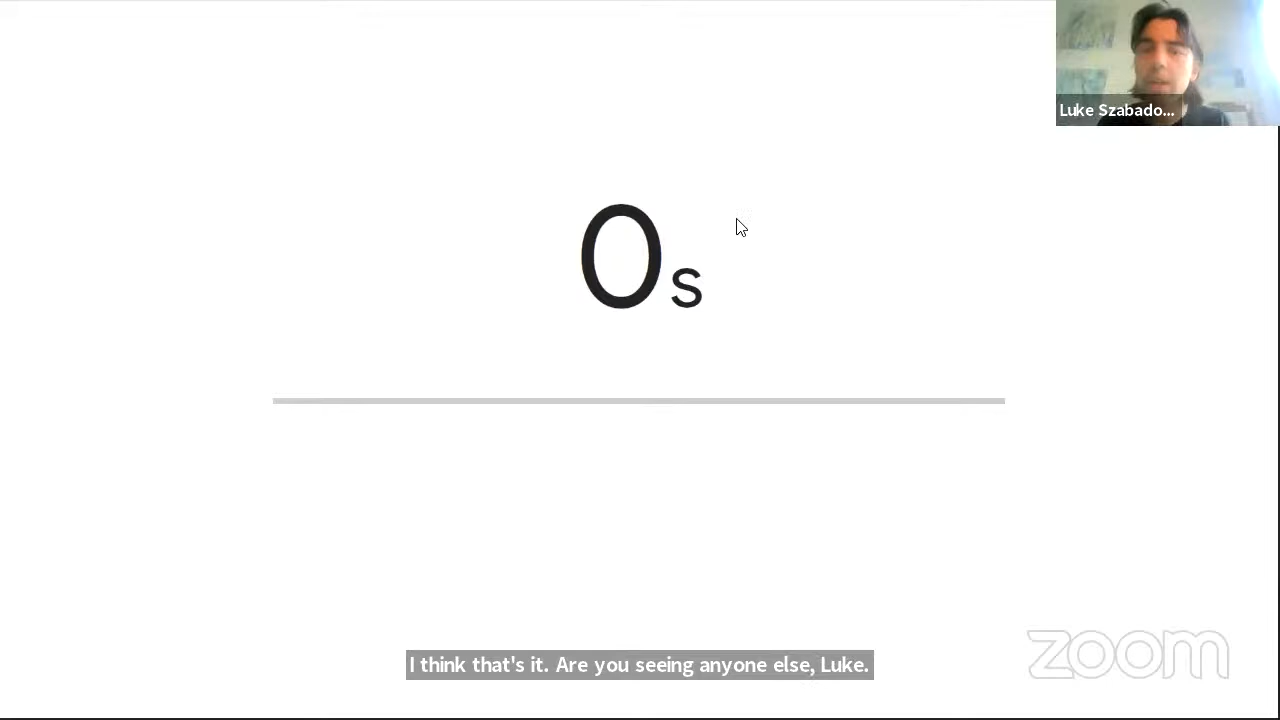 Luke Szabado...
0s
I think that's it. Are you seeing anyone else, Luke.
zoom